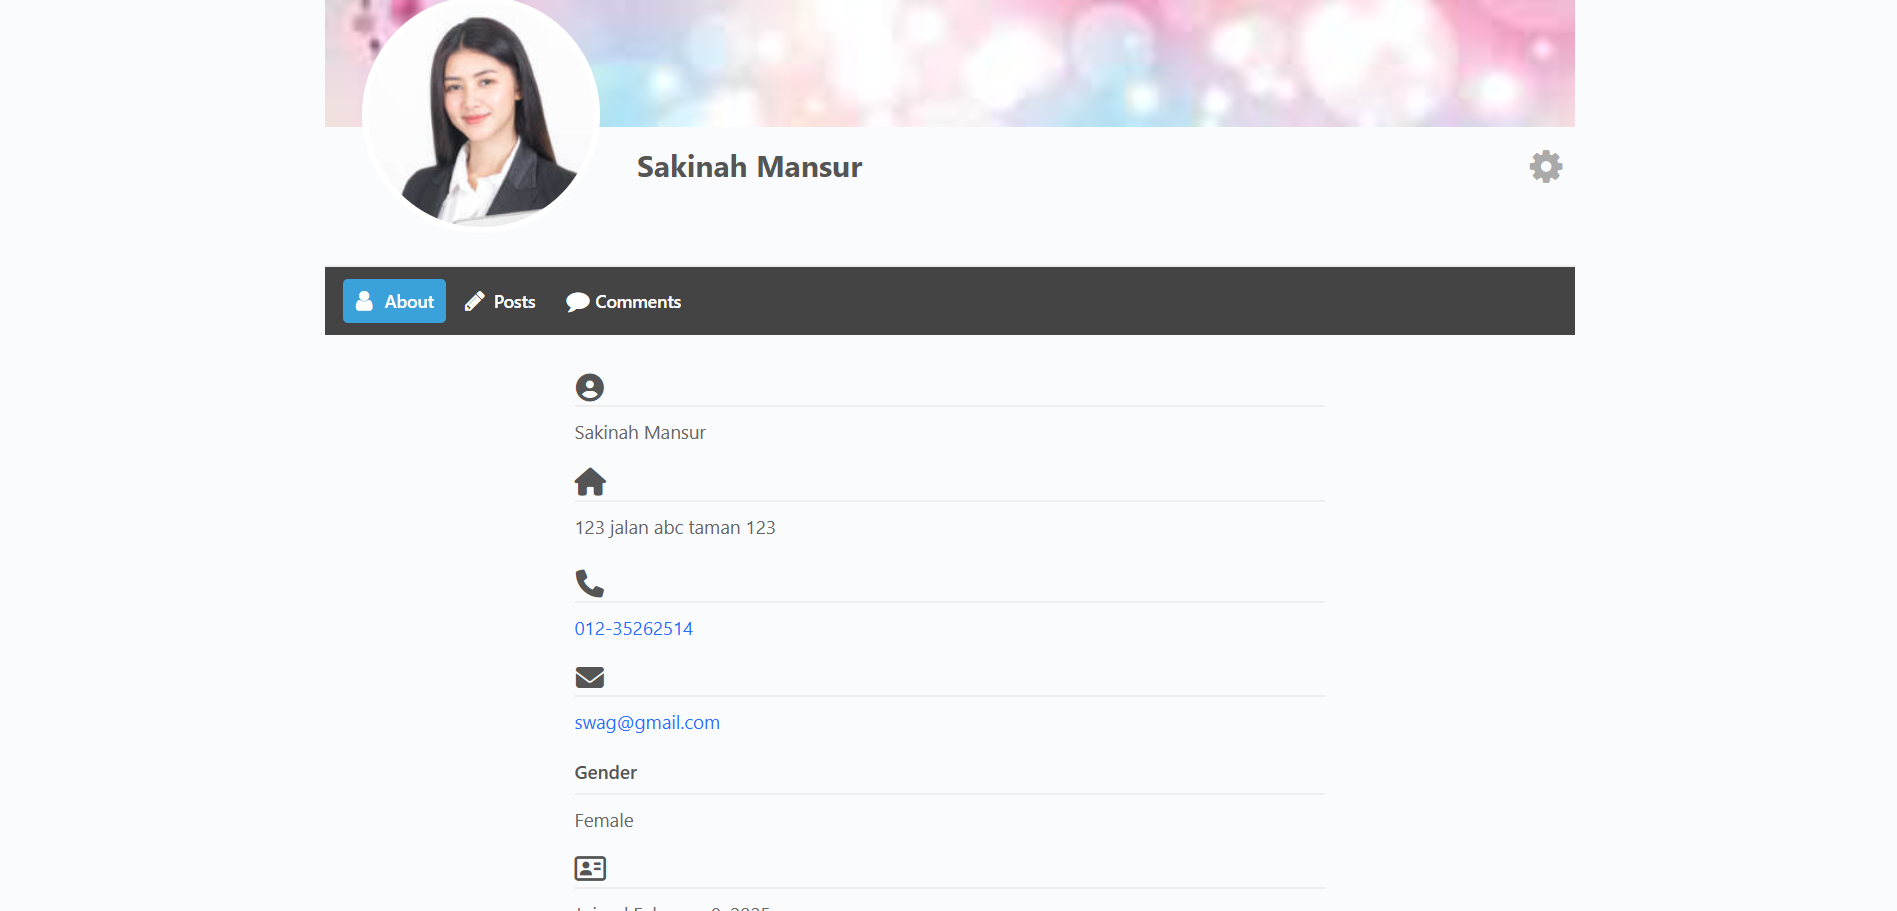 Sakinah Mansur
About Posts Comments
Sakinah Mansur
123 jalan abc taman 123
012-35262514
swag@gmail.com
Gender
Female